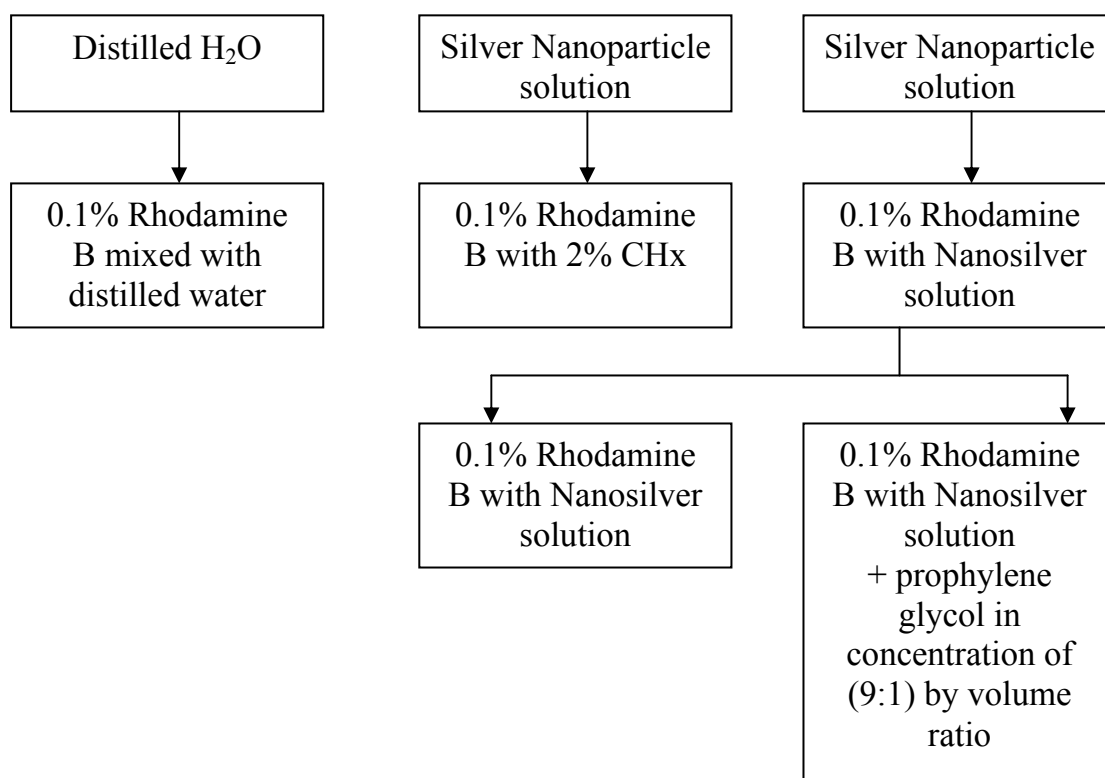 Distilled H₂O
Silver Nanoparticle
solution
Silver Nanoparticle
solution
0.1% Rhodamine
B mixed with
distilled water
0.1% Rhodamine
B with 2% CHx
0.1% Rhodamine
B with Nanosilver
solution
0.1% Rhodamine
B with Nanosilver
solution
0.1% Rhodamine
B with Nanosilver
solution
+ prophylene
glycol in
concentration of
(9:1) by volume
ratio